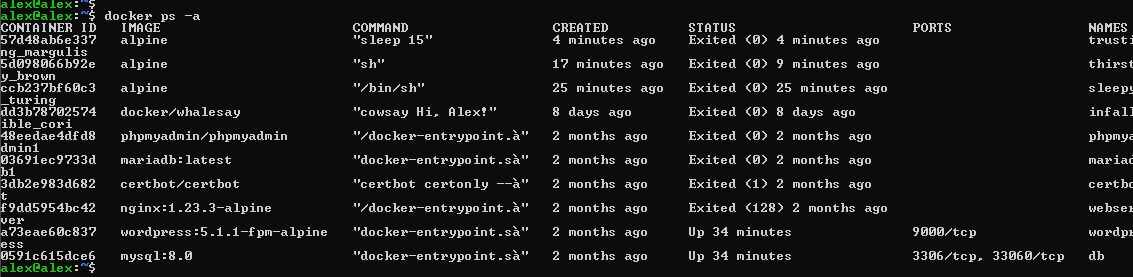 alex@alex:~$
alex@alex:~$ docker ps -a
CONTAINER ID   IMAGE                      COMMAND                  CREATED          STATUS                      PORTS                 NAMES
57d48ab6e337   alpine                     "sleep 15"               4 minutes ago    Exited (0) 4 minutes ago                          trusti
ng_margulis
5d098066b92e   alpine                     "sh"                     17 minutes ago   Exited (0) 9 minutes ago                          thirst
y_brown
ccb237bf60c3   alpine                     "/bin/sh"                25 minutes ago   Exited (0) 25 minutes ago                         sleepy
_turing
dd3b78702574   docker/whalesay            "cowsay Hi, Alex!"       8 days ago       Exited (0) 8 days ago                             infall
ible_cori
48eedae4dfd8   phpmyadmin/phpmyadmin      "/docker-entrypoint.à"   2 months ago     Exited (0) 2 months ago                           phpmya
dmin1
03691ec9733d   mariadb:latest             "docker-entrypoint.sà"   2 months ago     Exited (0) 2 months ago                           mariad
b1
3db2e983d682   certbot/certbot            "certbot certonly --à"   2 months ago     Exited (1) 2 months ago                           certbo
t
f9dd5954bc42   nginx:1.23.3-alpine        "/docker-entrypoint.à"   2 months ago     Exited (128) 2 months ago                         webser
ver
a73eae60c837   wordpress:5.1.1-fpm-alpine   "docker-entrypoint.sà"   2 months ago     Up 34 minutes               9000/tcp              wordpr
ess
0591c615dce6   mysql:8.0                  "docker-entrypoint.sà"   2 months ago     Up 34 minutes               3306/tcp, 33060/tcp   db
alex@alex:~$